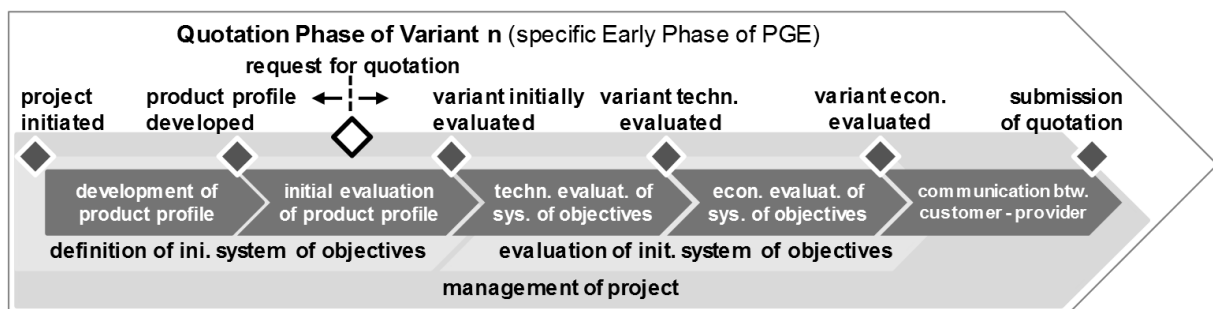 Quotation Phase of Variant n (specific Early Phase of PGE)
request for quotation
project
initiated
product profile
developed
variant initially
evaluated
variant techn.
evaluated
variant econ.
evaluated
submission
of quotation
development of
product profile
initial evaluation
of product profile
techn. evaluat. of
sys. of objectives
econ. evaluat. of
sys. of objectives
communication btw.
customer - provider
definition of ini. system of objectives
evaluation of init. system of objectives
management of project